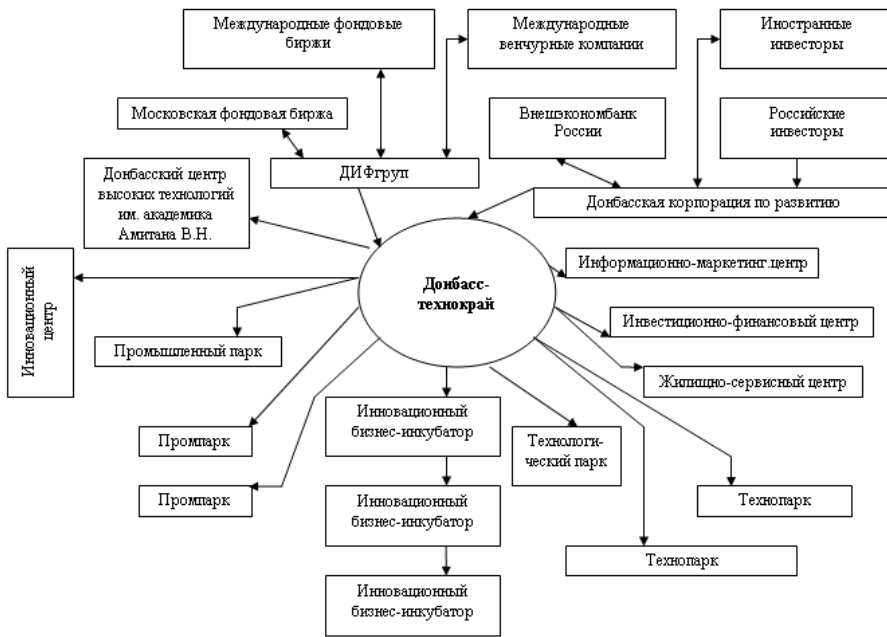 Международные фондовые
биржи
Международные
венчурные компании
Иностранные
инвесторы
Московская фондовая биржа
Внешэкономбанк
России
Российские
инвесторы
Донбасский центр
высоких технологий
им. академика
Амитана В.Н.
ДИФгруп
Донбасская корпорация по развитию
Инновационный
центр
Донбасс-
технокрай
Информационно-маркетинг.центр
Инвестиционно-финансовый центр
Промышленный парк
Жилищно-сервисный центр
Промпарк
Инновационный
бизнес-инкубатор
Технологи-
ческий парк
Промпарк
Инновационный
бизнес-инкубатор
Технопарк
Технопарк
Инновационный
бизнес-инкубатор